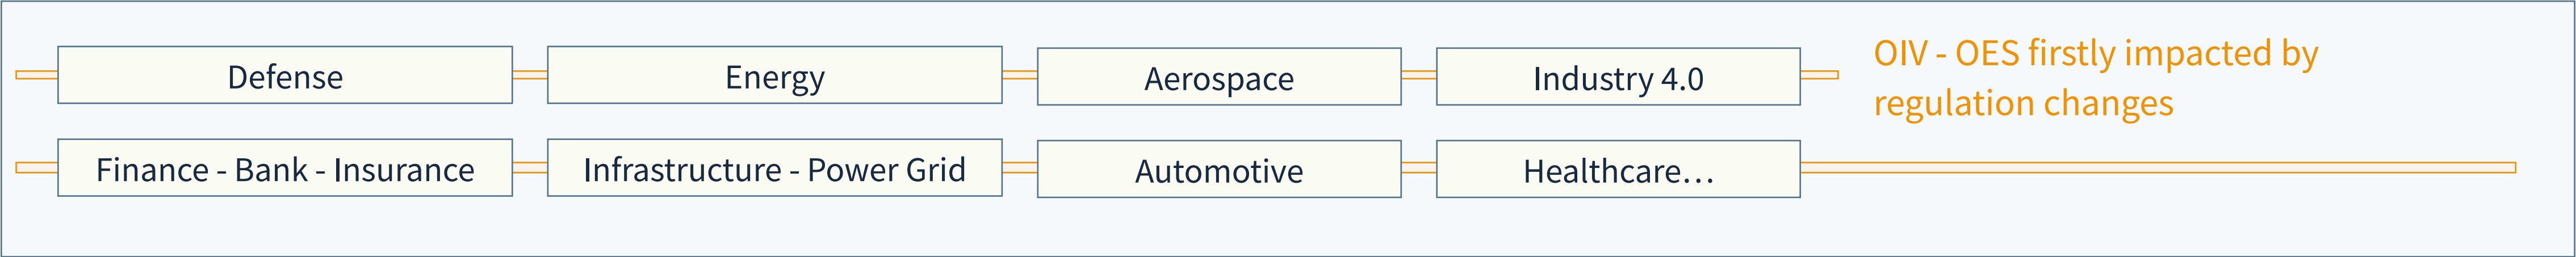 Defense
Energy
Aerospace
Industry 4.0
OIV - OES firstly impacted by
regulation changes
Finance - Bank - Insurance
Infrastructure - Power Grid
Automotive
Healthcare…